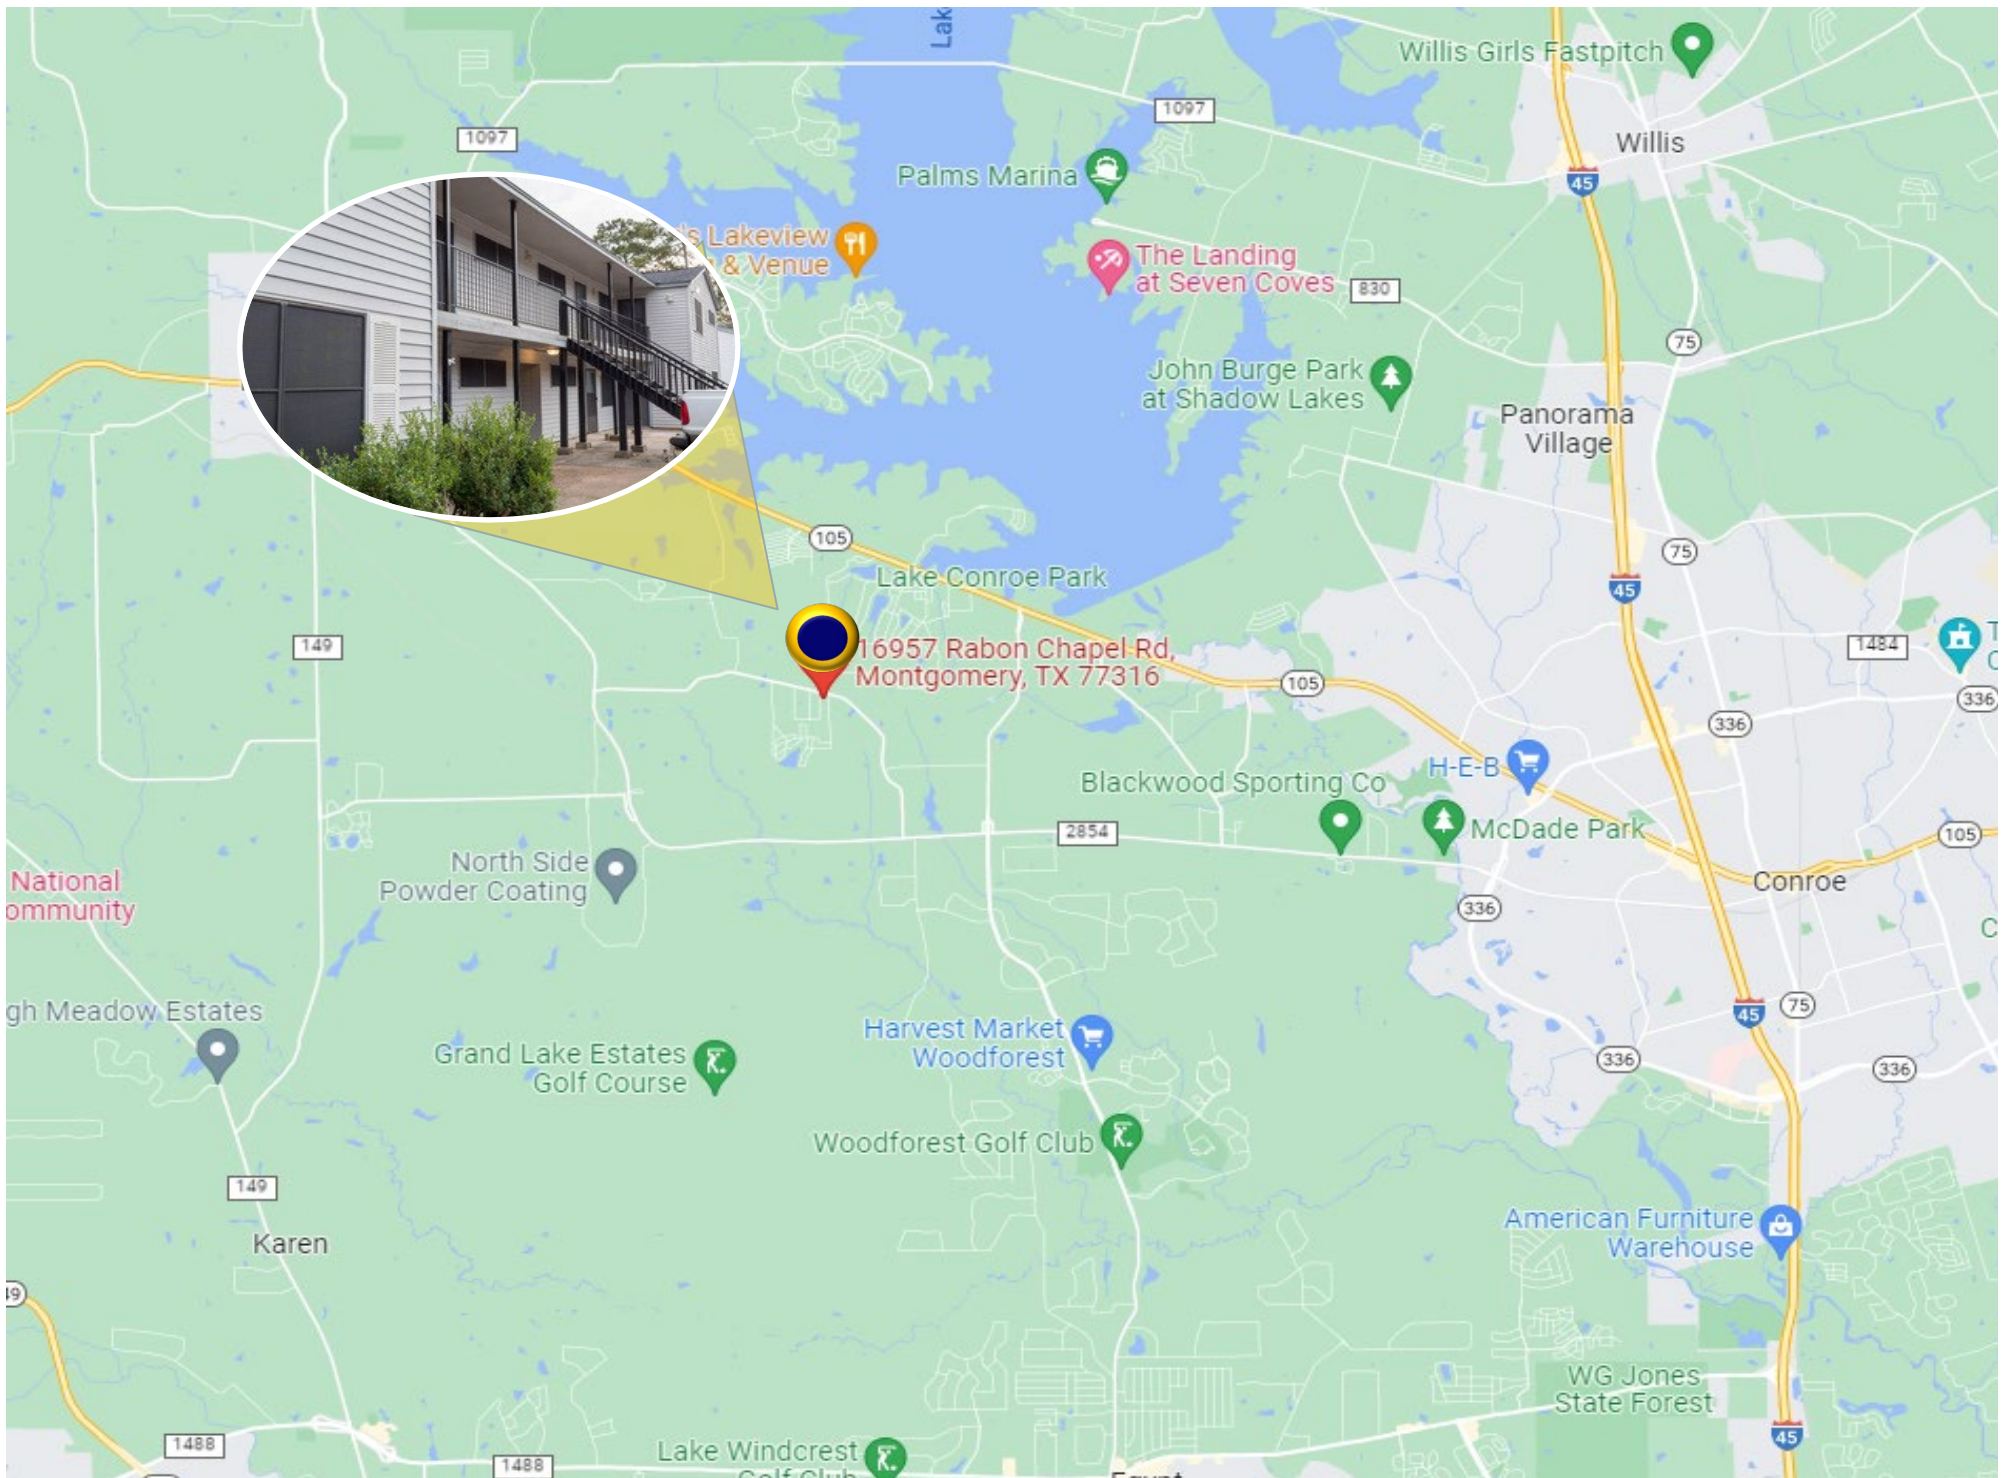 Lak
Willis Girls Fastpitch
1097
1097
Willis
Palms Marina
45
's Lakeview
& Venue
The Landing
at Seven Coves
830
75
John Burge Park
at Shadow Lakes
Panorama
Village
105
75
Lake Conroe Park
45
149
16957 Rabon Chapel Rd,
Montgomery, TX 77316
1484
T
C
105
336
336
H-E-B
Blackwood Sporting Co
2854
McDade Park
105
North Side
Powder Coating
National
ommunity
Conroe
336
C
gh Meadow Estates
75
45
Harvest Market
Woodforest
Grand Lake Estates
Golf Course
336
336
Woodforest Golf Club
149
American Furniture
Warehouse
Karen
49
WG Jones
State Forest
1488
45
Lake Windcrest
Golf Club
1488
Egypt